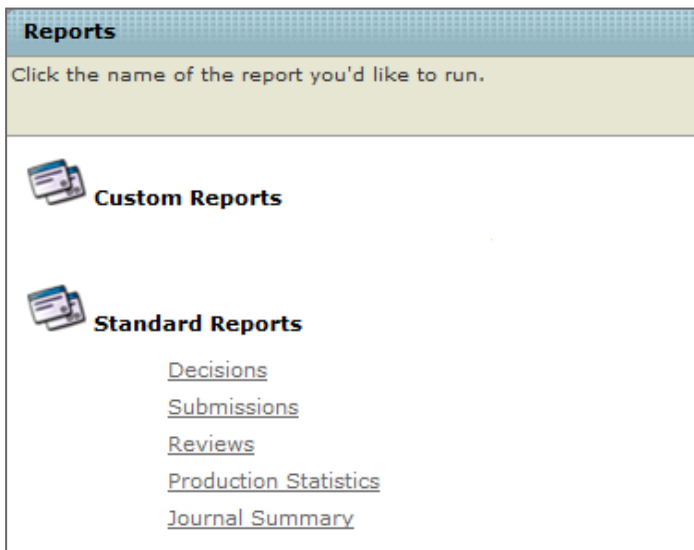 Reports
Click the name of the report you'd like to run.
Custom Reports
Standard Reports
Decisions
Submissions
Reviews
Production Statistics
Journal Summary